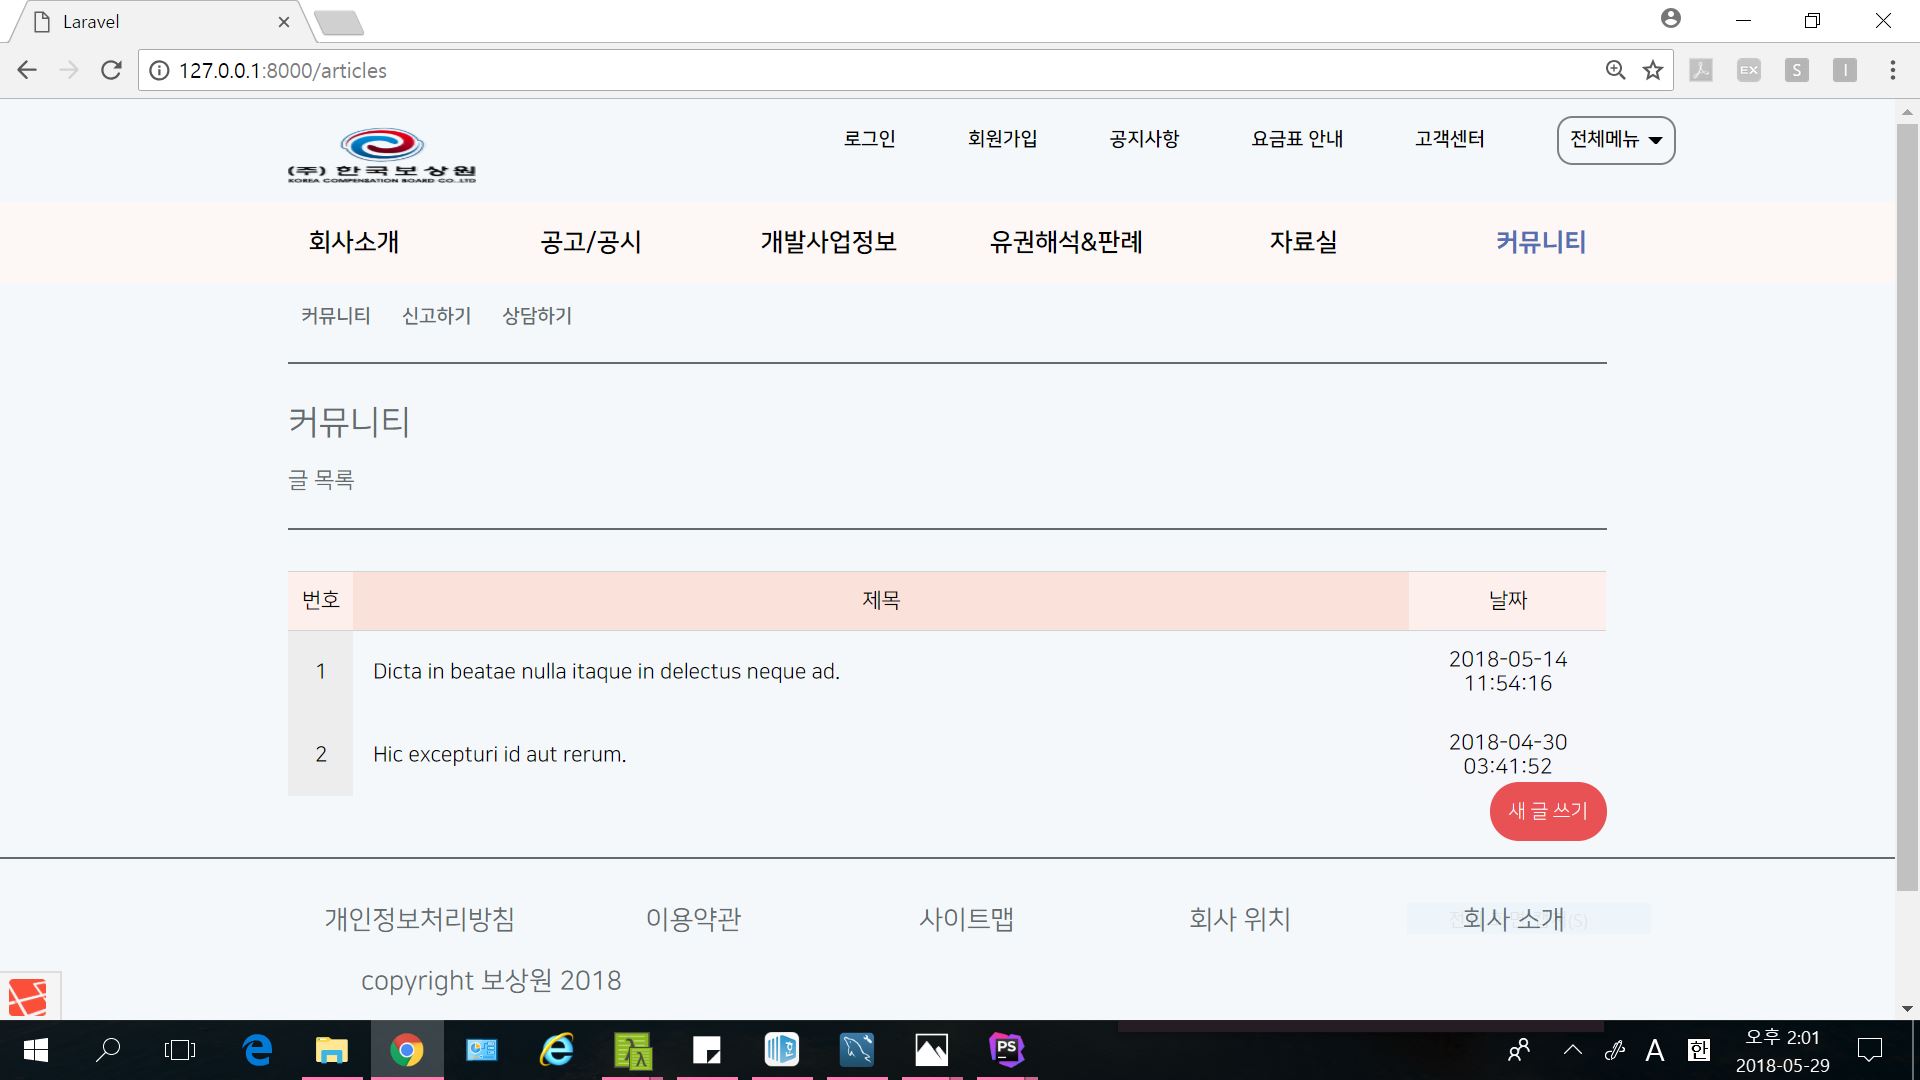 Laravel
127.0.0.1:8000/articles
EX
S
I
(주) 한국보상원
KOREA COMPENSATION BOARD CO.,LTD
로그인 회원가입 공지사항 요금표 안내 고객센터 전체메뉴
회사소개 공고/공시 개발사업정보 유권해석&판례 자료실 커뮤니티
커뮤니티 신고하기 상담하기
커뮤니티
글 목록
번호 제목 날짜
1 Dicta in beatae nulla itaque in delectus neque ad. 2018-05-14
11:54:16
2 Hic excepturi id aut rerum. 2018-04-30
03:41:52
새 글 쓰기
개인정보처리방침 이용약관 사이트맵 회사 위치 회사 소개
copyright 보상원 2018
PS
A 한
오후 2:01
2018-05-29